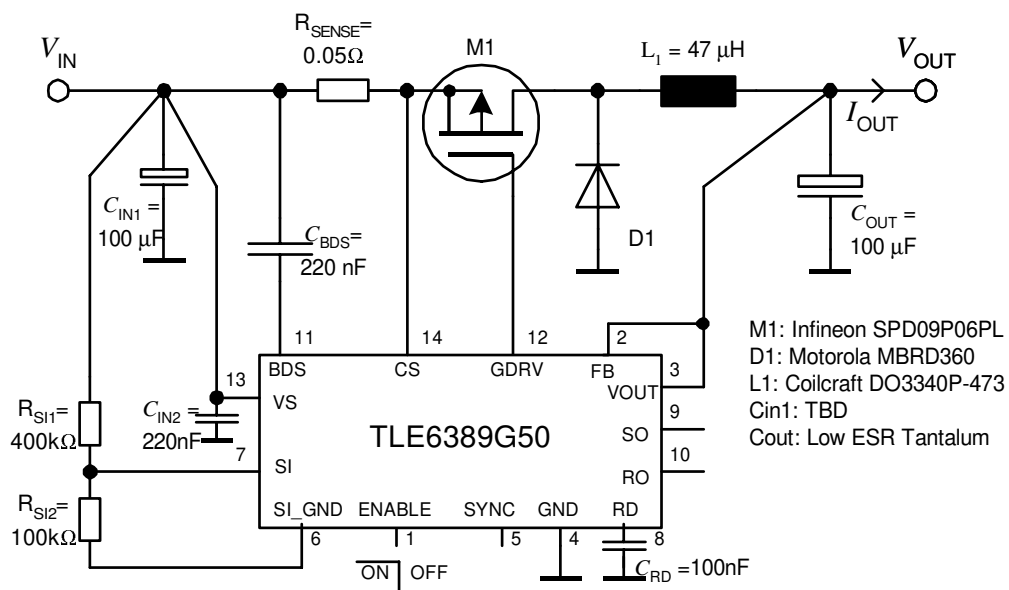 R_SENSE=
0.05Ω
M1
L₁ = 47 µH
V_IN
V_OUT
I_OUT
C_IN1 =
100 µF
C_BDS=
220 nF
D1
C_OUT =
100 µF
11
14
12
2
BDS
CS
GDRV
FB
M1: Infineon SPD09P06PL
D1: Motorola MBRD360
L1: Coilcraft DO3340P-473
Cin1: TBD
Cout: Low ESR Tantalum
13
VS
3
VOUT
R_SI1=
400kΩ
C_IN2 =
220nF
TLE6389G50
9
SO
7
SI
10
RO
R_SI2=
100kΩ
SI_GND
ENABLE
SYNC
GND
RD
6
1
5
4
8
ON
OFF
C_RD =100nF